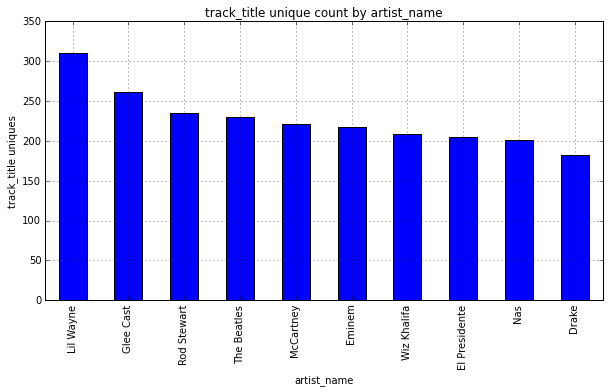 track_title unique count by artist_name
350
300
250
200
150
100
50
0
track_title uniques
Lil Wayne
Glee Cast
Rod Stewart
The Beatles
McCartney
Eminem
Wiz Khalifa
El Presidente
Nas
Drake
artist_name